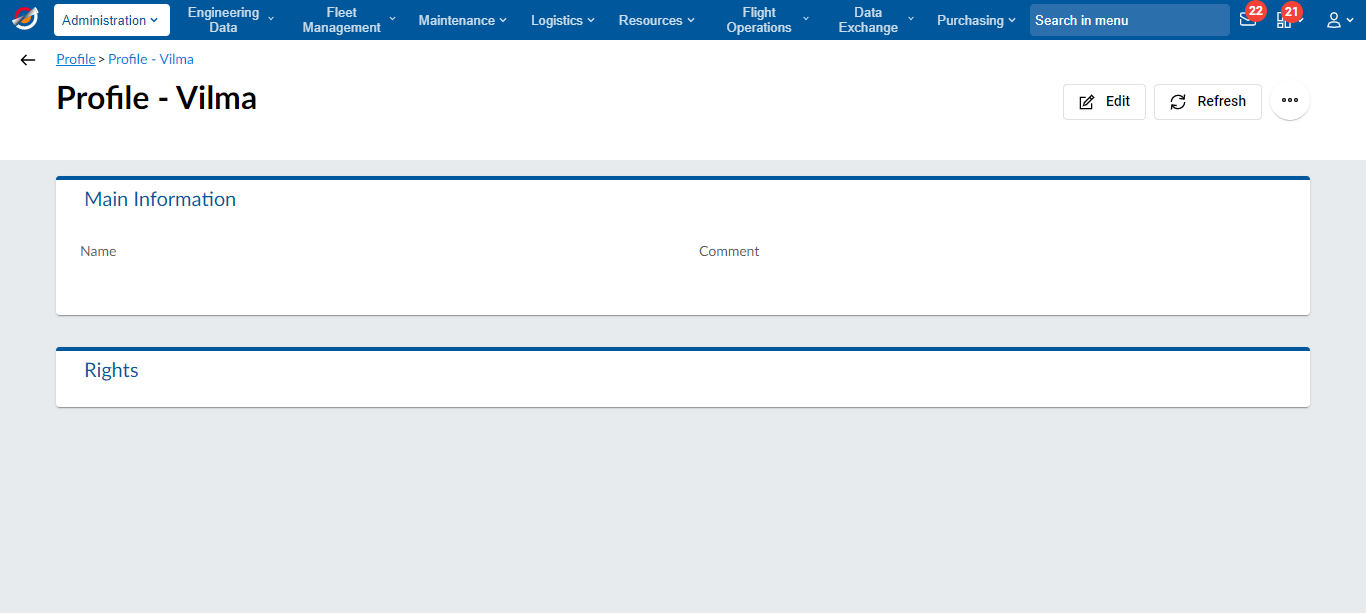 Administration
Engineering
Data
Fleet
Management
Maintenance
Logistics
Resources
Flight
Operations
Data
Exchange
Purchasing
Search in menu
22
21
Profile > Profile - Vilma
Profile - Vilma
Edit
Refresh
Main Information
Name
Comment
Rights